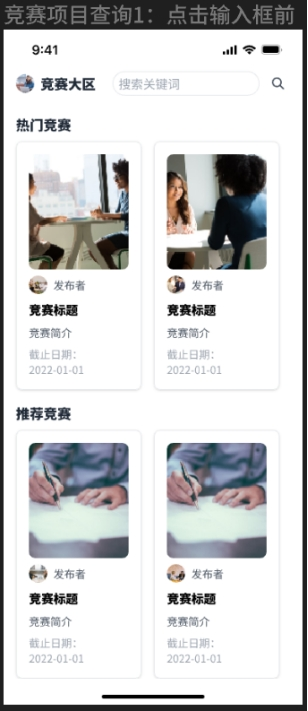 竞赛项目查询1：点击输入框前
9:41
竞赛大区 搜索关键词
热门竞赛
发布者 发布者
竞赛标题 竞赛标题
竞赛简介 竞赛简介
截止日期： 截止日期：
2022-01-01 2022-01-01
推荐竞赛
发布者 发布者
竞赛标题 竞赛标题
竞赛简介 竞赛简介
截止日期： 截止日期：
2022-01-01 2022-01-01